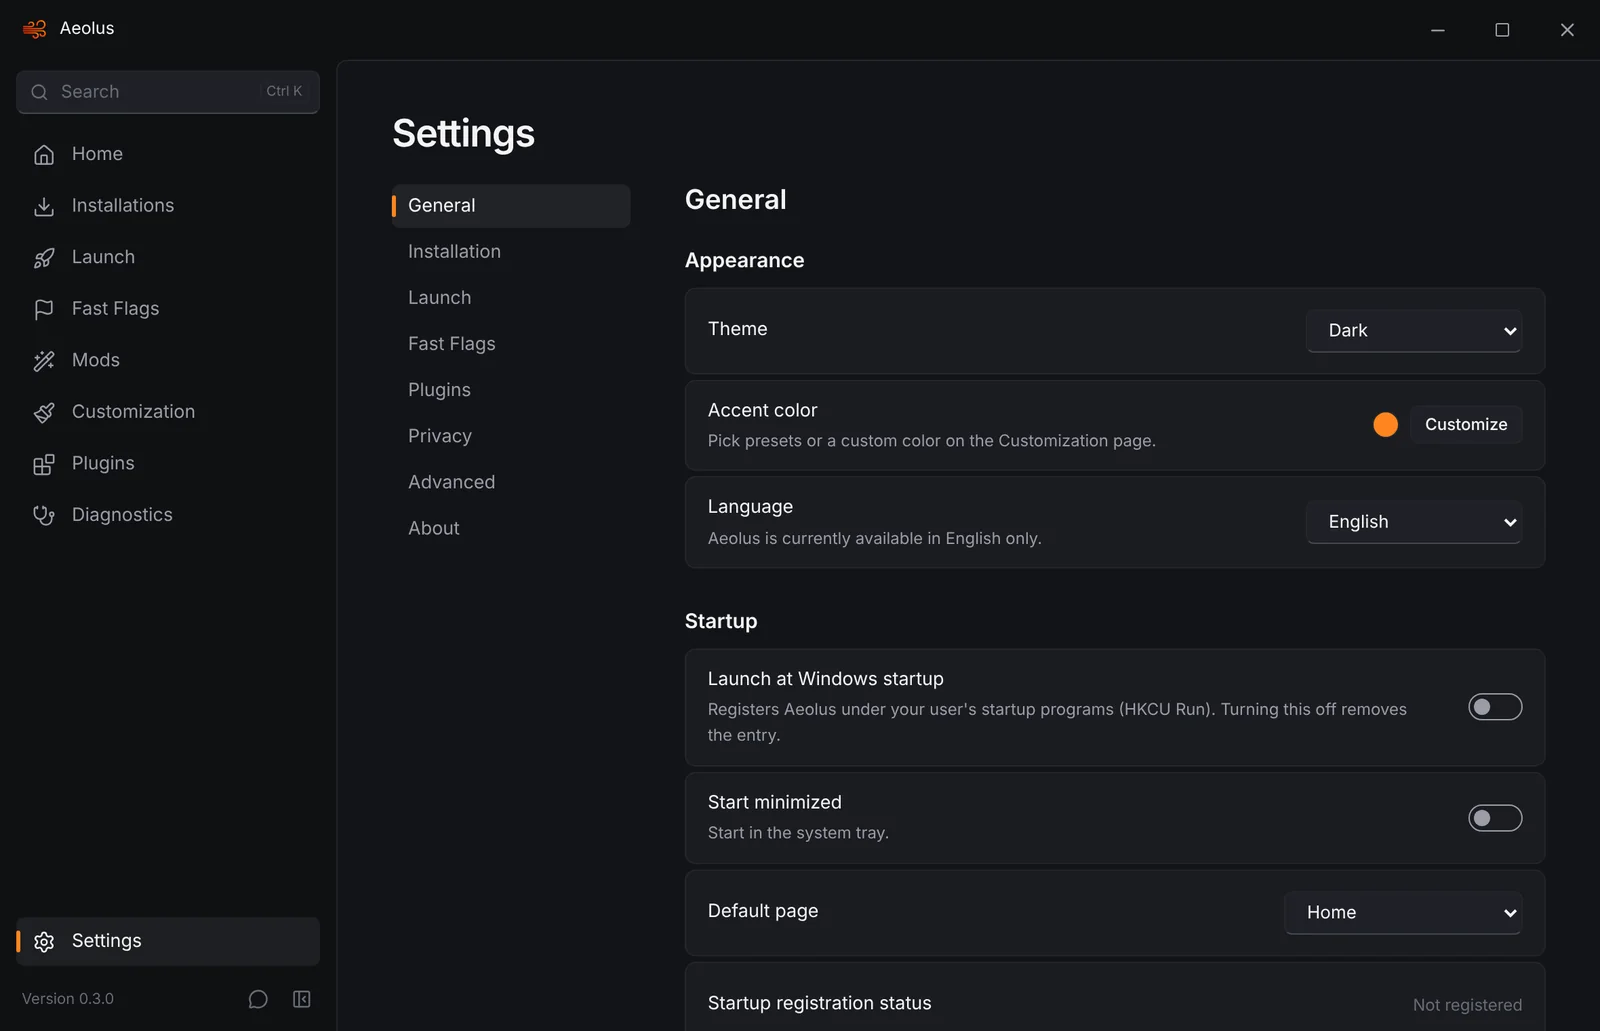 Aeolus
Search
Ctrl K
Home
Installations
Launch
Fast Flags
Mods
Customization
Plugins
Diagnostics
Settings
Version 0.3.0
Settings
General
Installation
Launch
Fast Flags
Plugins
Privacy
Advanced
About
General
Appearance
Theme
Dark
Accent color
Pick presets or a custom color on the Customization page.
Customize
Language
Aeolus is currently available in English only.
English
Startup
Launch at Windows startup
Registers Aeolus under your user's startup programs (HKCU Run). Turning this off removes
the entry.
Start minimized
Start in the system tray.
Default page
Home
Startup registration status
Not registered